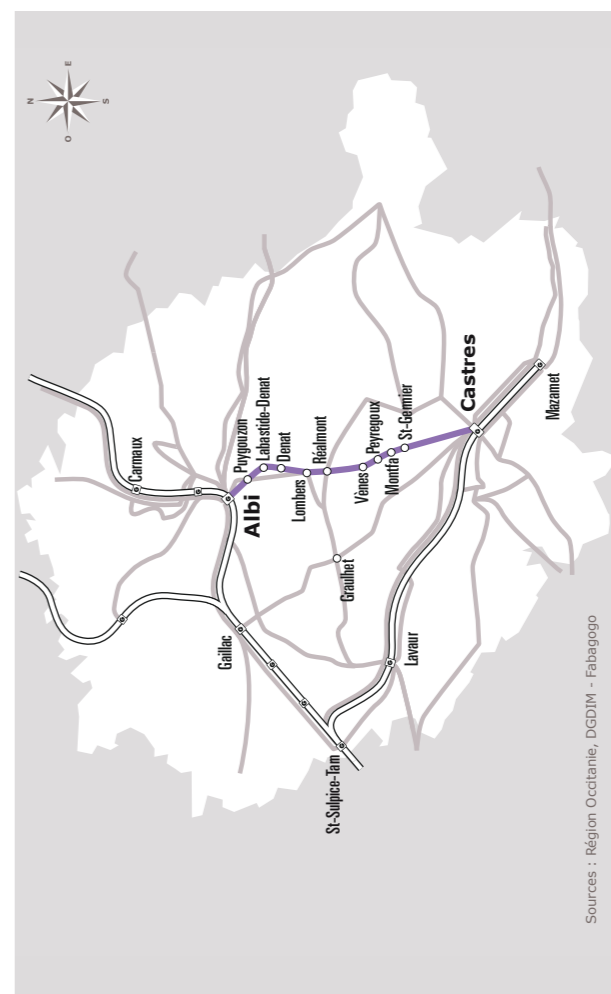 N
E
S
O
Carmaux
Puygouzon
Labastide-Denat
Denat
Albi
Lombers
Réalmont
Vènes
Peyregoux
Montfa
St-Germier
Castres
Mazamet
Graulhet
Gaillac
Lavaur
St-Sulpice-Tarn
Sources : Région Occitanie, DGDIM - Fabagogo